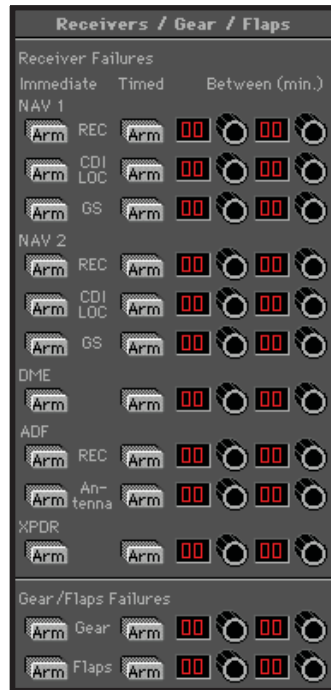 Receivers / Gear / Flaps
Receiver Failures
Immediate Timed Between (min.)
NAV 1
Arm REC Arm 00 00
Arm CDI LOC Arm 00 00
Arm GS Arm 00 00
NAV 2
Arm REC Arm 00 00
Arm CDI LOC Arm 00 00
Arm GS Arm 00 00
DME
Arm Arm 00 00
ADF
Arm REC Arm 00 00
Arm An- tenna Arm 00 00
XPDR
Arm Arm 00 00
Gear/Flaps Failures
Arm Gear Arm 00 00
Arm Flaps Arm 00 00